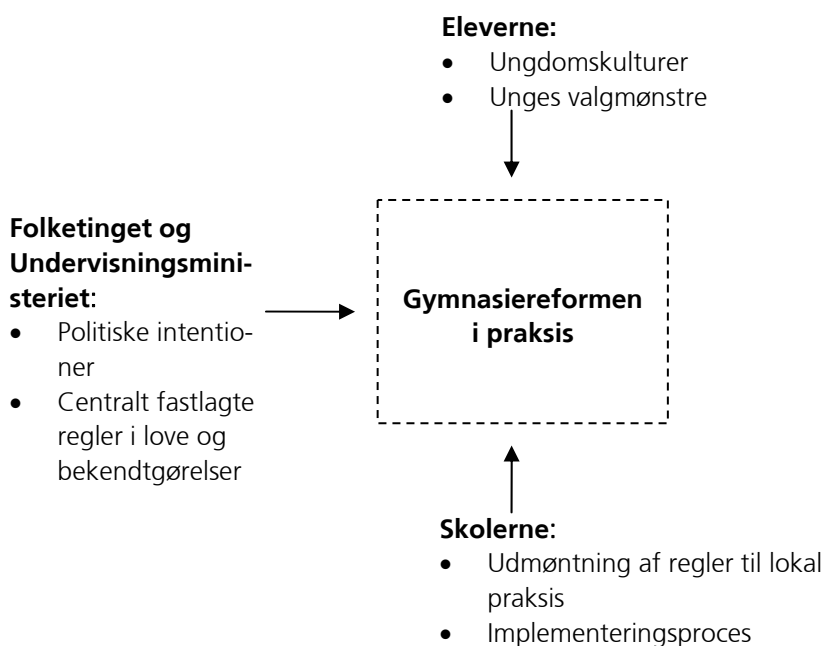 Eleverne:
• Ungdomskulturer
• Unges valgmønstre
Folketinget og
Undervisningsmini-
steriet:
• Politiske intentio-
ner
• Centralt fastlagte
regler i love og
bekendtgørelser
Gymnasiereformen
i praksis
Skolerne:
• Udmøntning af regler til lokal
praksis
• Implementeringsproces